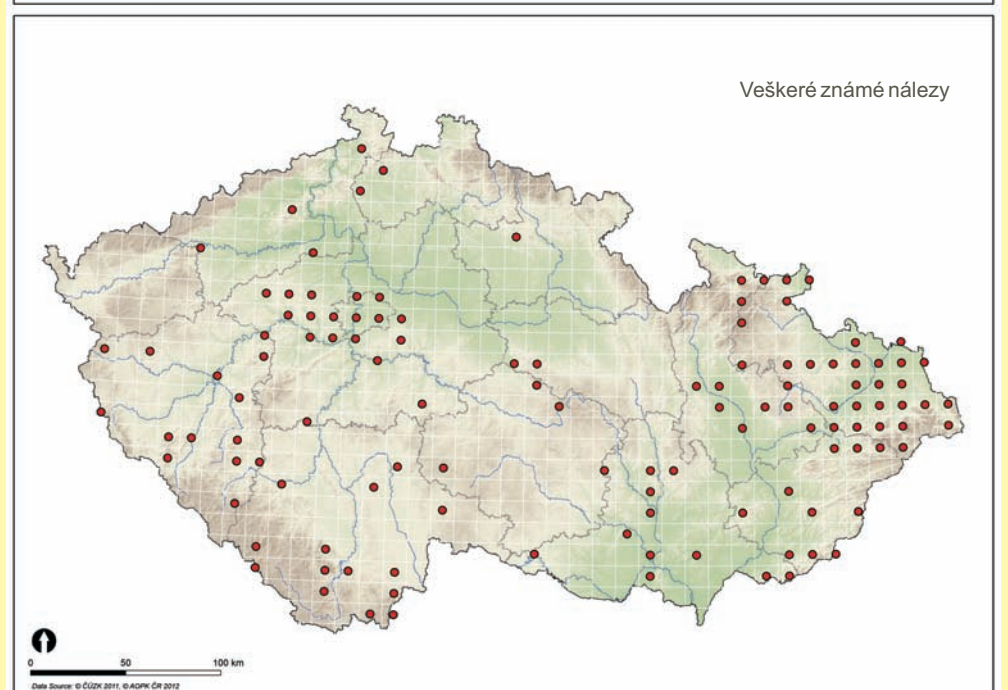 Veškeré známé nálezy
0 50 100 km
Data Source: © ČÚZK 2011, © AOPK ČR 2012